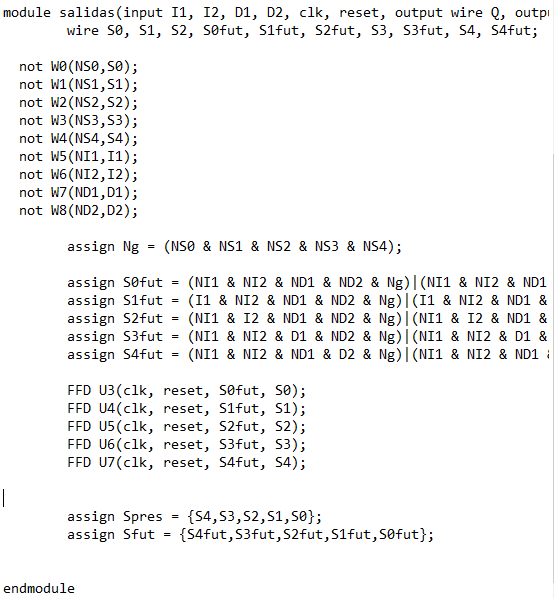 module salidas(input I1, I2, D1, D2, clk, reset, output wire Q,
wire S0, S1, S2, S0fut, S1fut, S2fut, S3, S3fut, S4, S4fut;
not W0(NS0,S0);
not W1(NS1,S1);
not W2(NS2,S2);
not W3(NS3,S3);
not W4(NS4,S4);
not W5(NI1,I1);
not W6(NI2,I2);
not W7(ND1,D1);
not W8(ND2,D2);
assign Ng = (NS0 & NS1 & NS2 & NS3 & NS4);
assign S0fut = (NI1 & NI2 & ND1 & ND2 & Ng)|(NI1 & NI2 & ND1
assign S1fut = (I1 & NI2 & ND1 & ND2 & Ng)|(I1 & NI2 & ND1 &
assign S2fut = (NI1 & I2 & ND1 & ND2 & Ng)|(NI1 & I2 & ND1 &
assign S3fut = (NI1 & NI2 & D1 & ND2 & Ng)|(NI1 & NI2 & D1 &
assign S4fut = (NI1 & NI2 & ND1 & D2 & Ng)|(NI1 & NI2 & ND1
FFD U3(clk, reset, S0fut, S0);
FFD U4(clk, reset, S1fut, S1);
FFD U5(clk, reset, S2fut, S2);
FFD U6(clk, reset, S3fut, S3);
FFD U7(clk, reset, S4fut, S4);
assign Spres = {S4,S3,S2,S1,S0};
assign Sfut = {S4fut,S3fut,S2fut,S1fut,S0fut};
endmodule